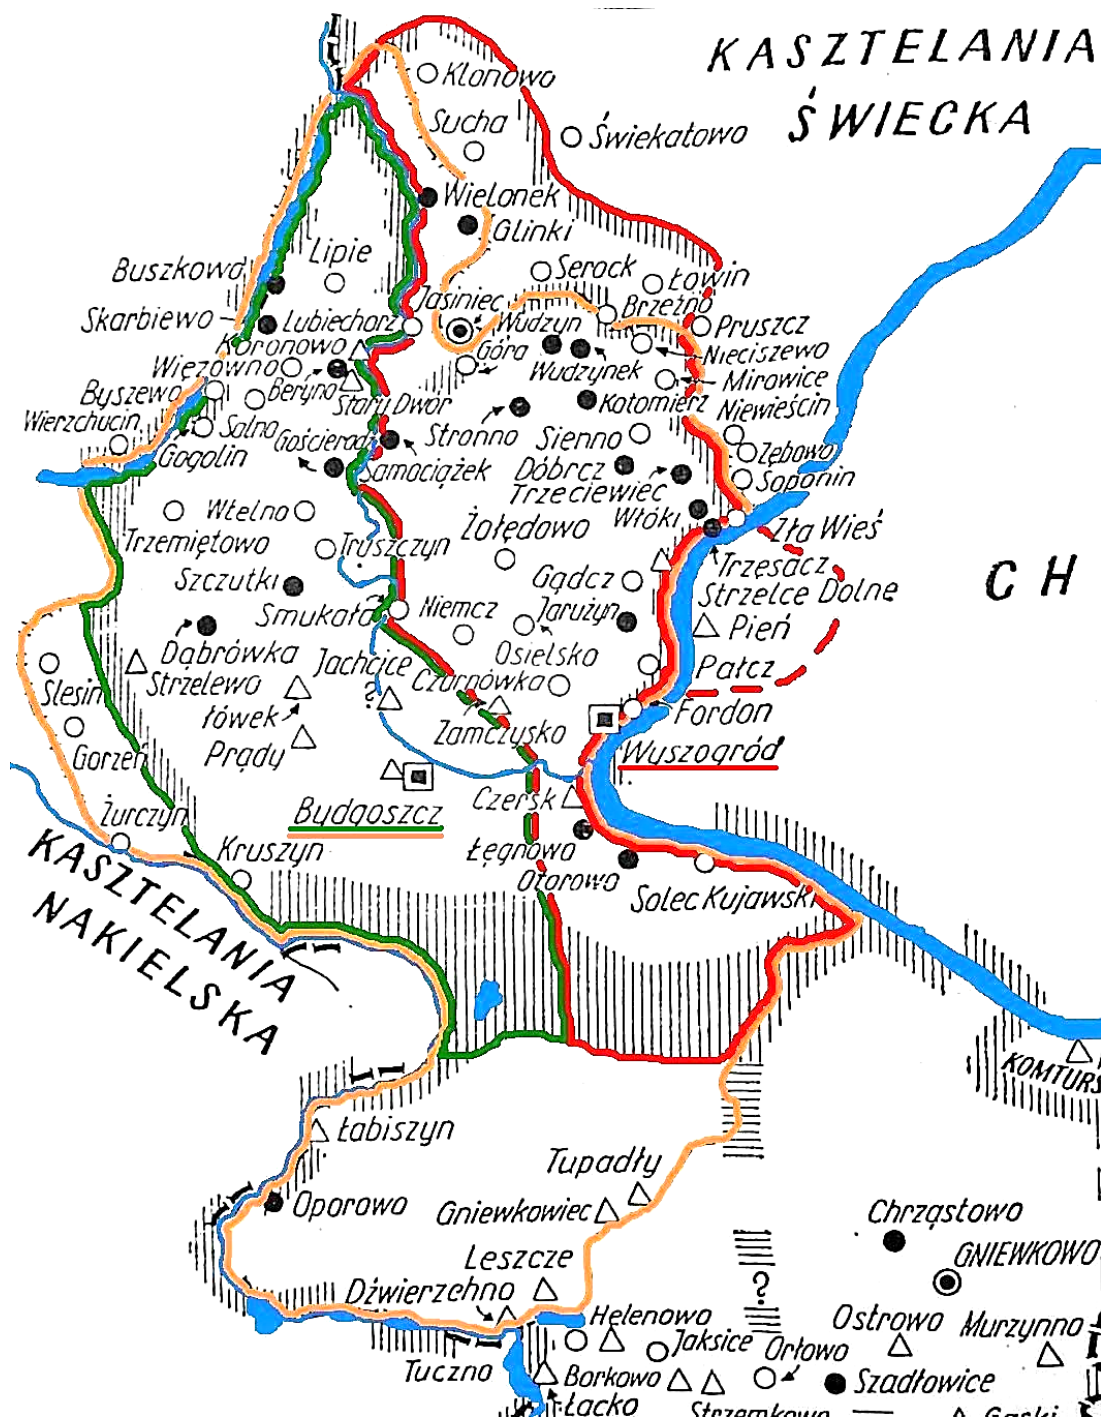 KASZTELANIA
ŚWIECKA
Klonowo
Sucha
Świekatowo
Wielonek
Glinki
Lipie
Buszkowo
Serock
Łowin
Skarbiewo
Lubiechorz
Jasiniec
Wudzyn
Brzeźno
Pruszcz
Koronowo
Góra
Nieciszewo
Więzowno
Wudzynek
Mirowice
Byszewo
Beryno
Stary Dwór
Kotomierz
Niewieścin
Wierzchucin
Salno
Gościeradz
Stronno
Sienno
Zębowo
Gogolin
Samociążek
Dóbrcz
Soponin
Trzeciewiec
Wtelno
Żołędowo
Włóki
Zła Wieś
Trzemiętowo
Truszczyn
Trzęsacz
Szczutki
Gądcz
Strzelce Dolne
CH
Smukała
Niemcz
Jarużyn
Pień
Dąbrówka
Jachcice
Osielsko
Pałcz
Slesin
Strzelewo
?
Czarnówka
łówek
Fordon
Gorzeń
Prądy
Zamczysko
Wyszogród
Bydgoszcz
Czersk
Żurczyn
Kruszyn
Łęgnowo
Otorowo
Solec Kujawski
KASZTELANIA
NAKIELSKA
KOMTURS
Łabiszyn
Tupadły
Oporowo
Gniewkowiec
Chrząstowo
Leszcze
GNIEWKOWO
?
Dźwierzchno
Helenowo
Ostrowo
Murzynno
Tuczno
Jaksice
Orłowo
Borkowo
Szadłowice
Łącko
Strzemkowo
Gąski